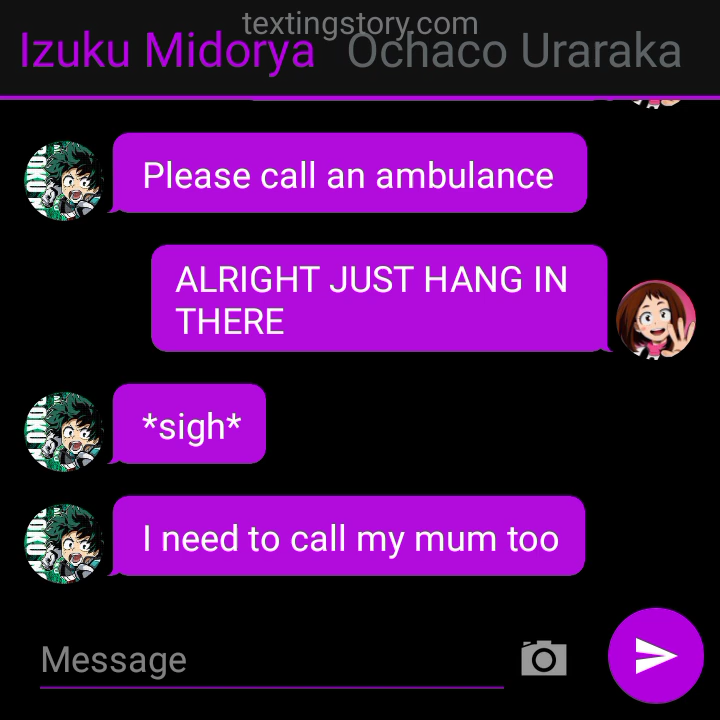 textingstory.com
Izuku Midorya Ochaco Uraraka
Please call an ambulance
ALRIGHT JUST HANG IN
THERE
*sigh*
I need to call my mum too
Message